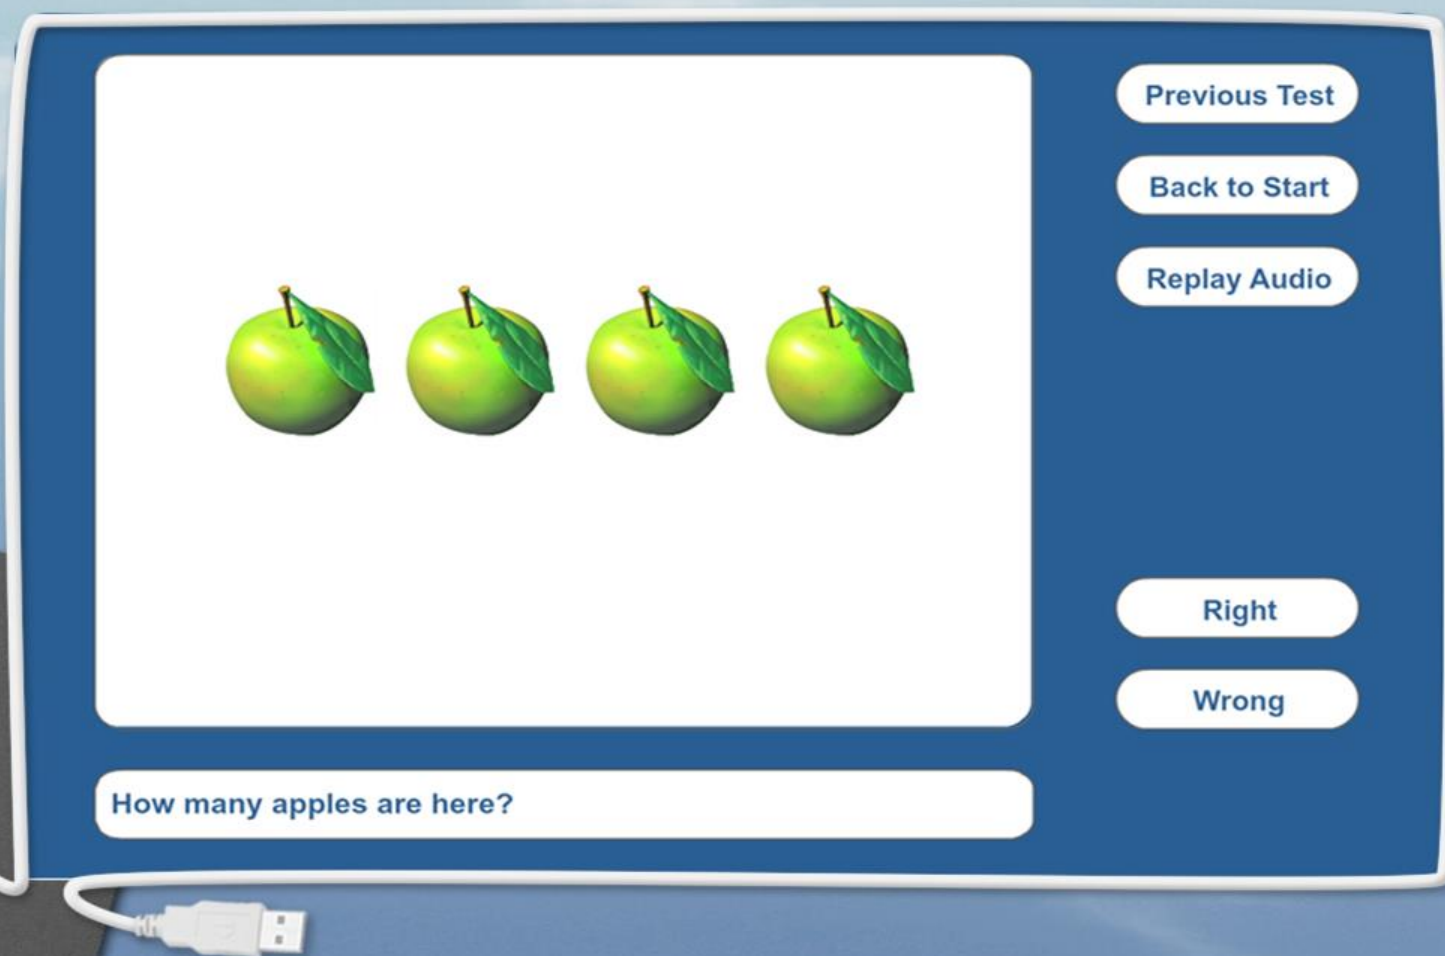 Previous Test
Back to Start
Replay Audio
Right
Wrong
How many apples are here?